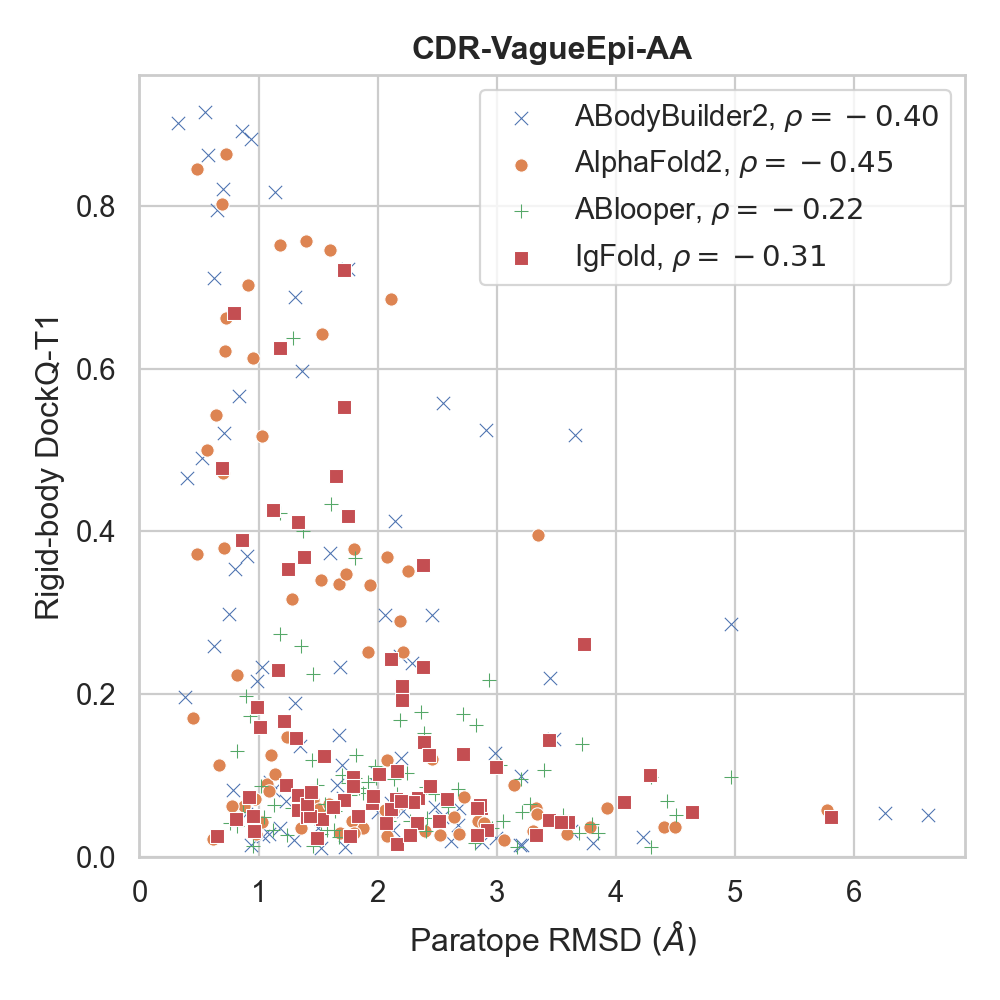 CDR-VagueEpi-AA
ABodyBuilder2, ρ = −0.40
AlphaFold2, ρ = −0.45
ABlooper, ρ = −0.22
IgFold, ρ = −0.31
Rigid-body DockQ-T1
0.8
0.6
0.4
0.2
0.0
0 1 2 3 4 5 6
Paratope RMSD (Å)